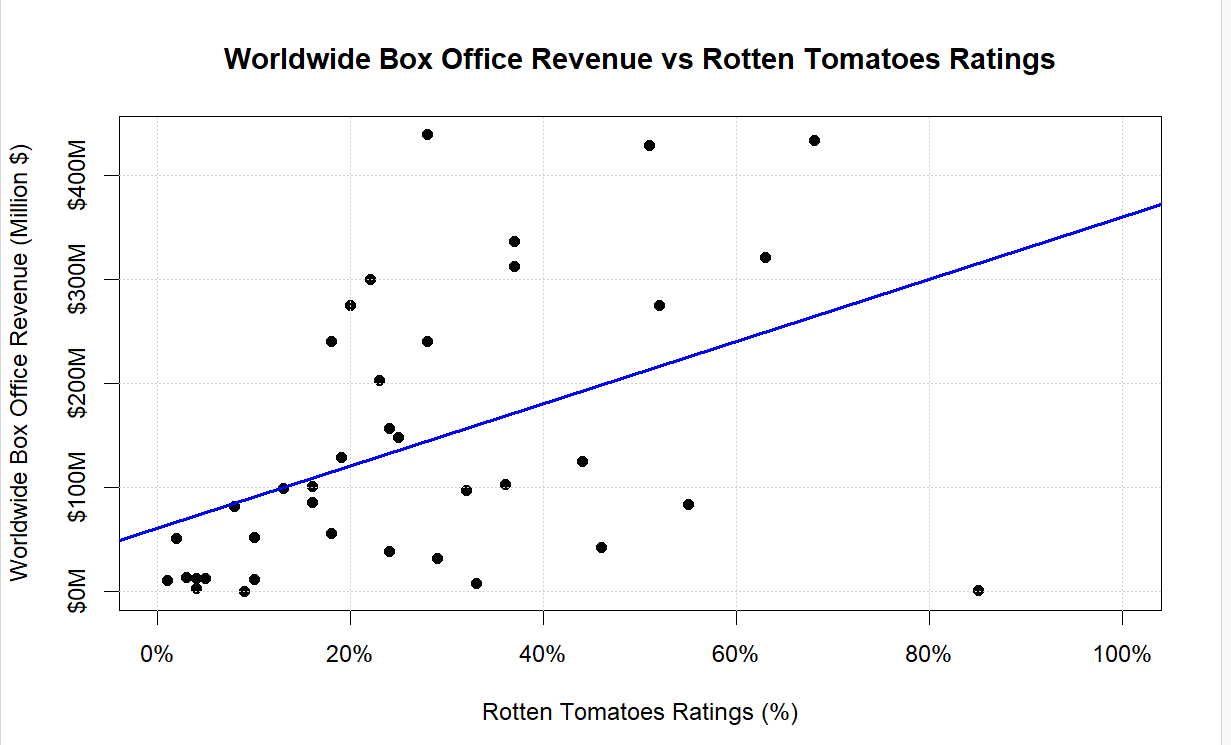 Worldwide Box Office Revenue vs Rotten Tomatoes Ratings
Worldwide Box Office Revenue (Million $)
$400M
$300M
$200M
$100M
$0M
0% 20% 40% 60% 80% 100%
Rotten Tomatoes Ratings (%)